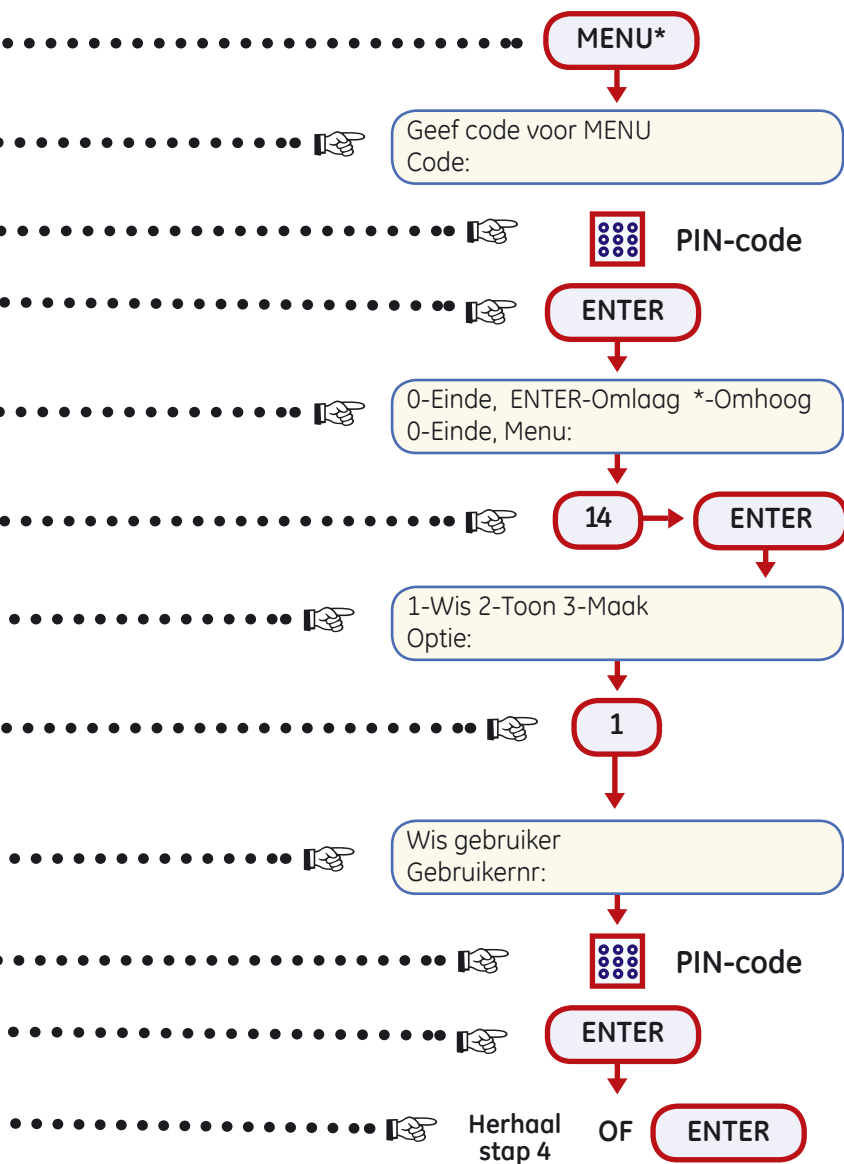 MENU*
Geef code voor MENU
Code:
PIN-code
ENTER
0-Einde, ENTER-Omlaag *-Omhoog
0-Einde, Menu:
14 ENTER
1-Wis 2-Toon 3-Maak
Optie:
1
Wis gebruiker
Gebruikernr:
PIN-code
ENTER
Herhaal OF ENTER
stap 4